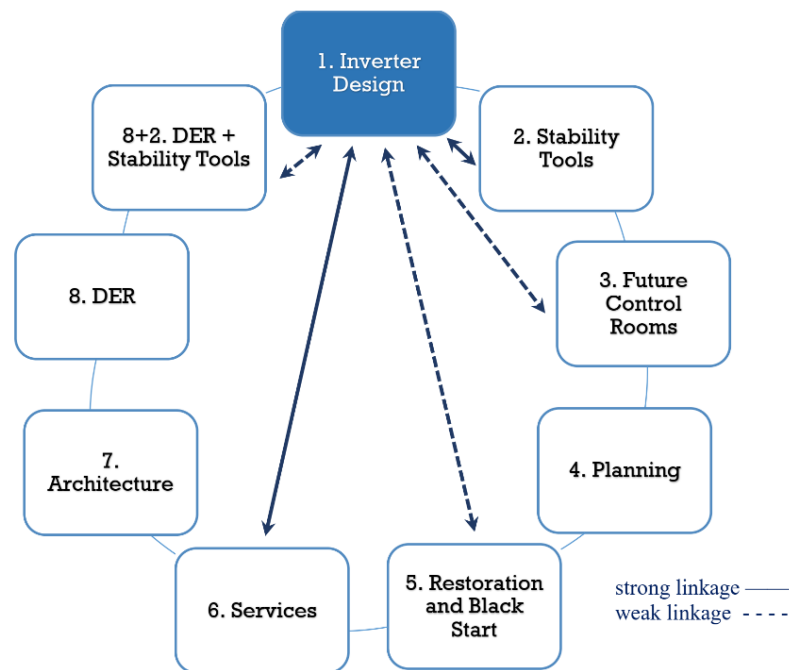 1. Inverter
Design
8+2. DER +
Stability Tools
2. Stability
Tools
8. DER
3. Future
Control
Rooms
7.
Architecture
4. Planning
6. Services
5. Restoration
and Black
Start
strong linkage
weak linkage